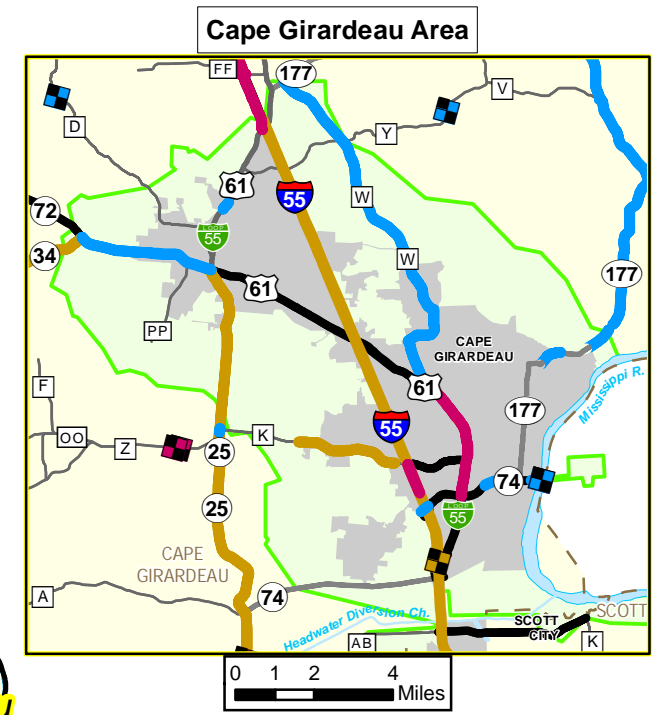 Cape Girardeau Area
FF
177
V
D
Y
61
55
W
72
LOOP
55
34
W
61
177
PP
CAPE
GIRARDEAU
61
Mississippi R.
F
177
55
OO
Z
K
25
74
25
LOOP
55
CAPE
GIRARDEAU
A
74
SCOTT
Headwater Diversion Ch.
SCOTT
CITY
AB
K
0 1 2 4
Miles